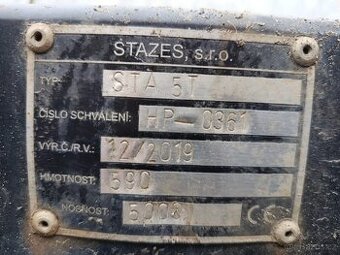 STAZES, s.r.o.
TYP: STA 5T
ČÍSLO SCHVÁLENÍ: HP-0361
VÝR.Č./R.V.: 12/2019
HMOTNOST: 590
NOSNOST: 5000 CE